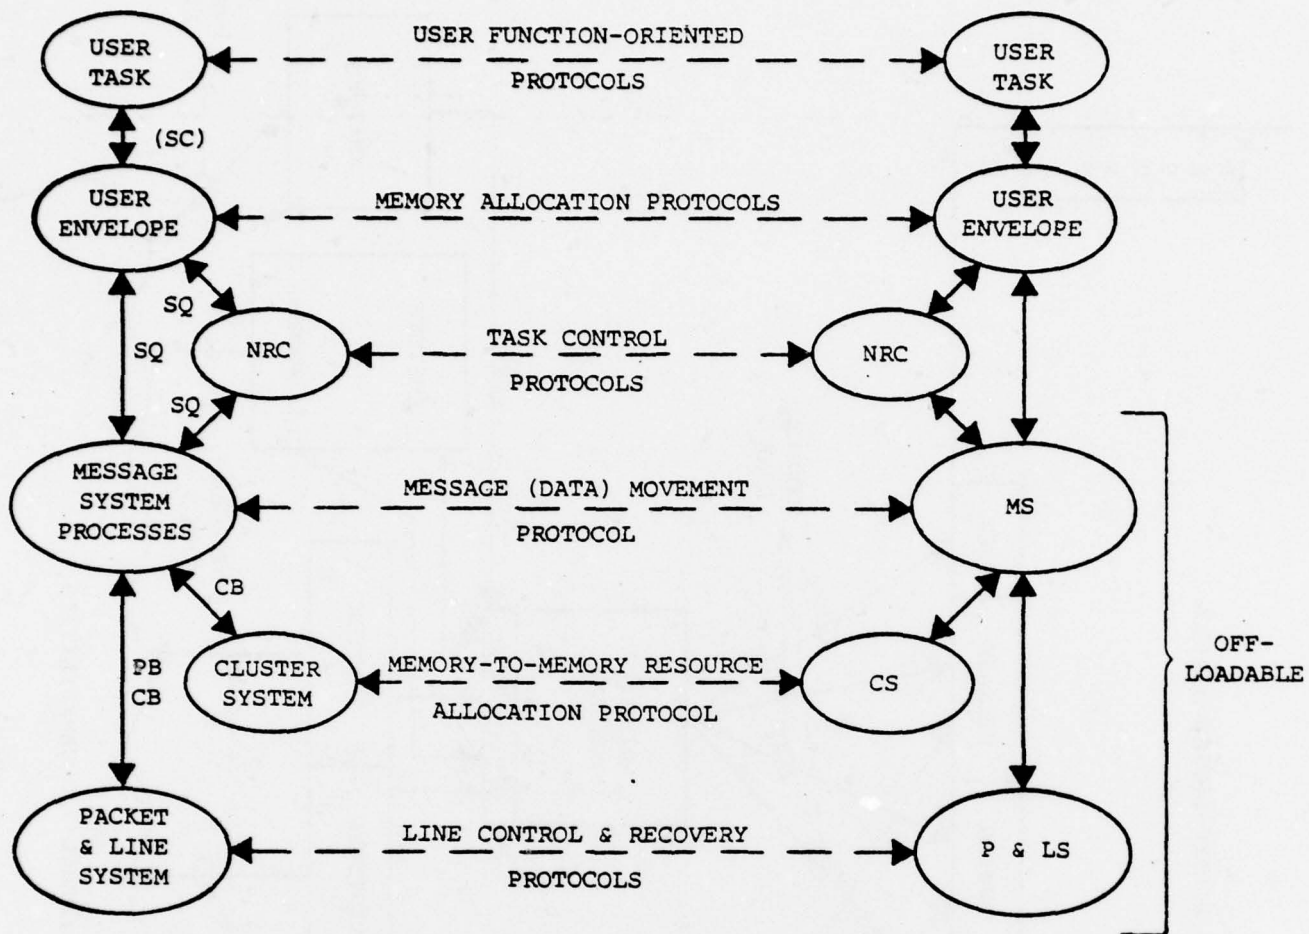 USER
TASK
USER FUNCTION-ORIENTED
PROTOCOLS
USER
TASK
(SC)
USER
ENVELOPE
MEMORY ALLOCATION PROTOCOLS
USER
ENVELOPE
SQ
SQ
NRC
TASK CONTROL
PROTOCOLS
NRC
SQ
MESSAGE
SYSTEM
PROCESSES
MESSAGE (DATA) MOVEMENT
PROTOCOL
MS
CB
PB
CB
CLUSTER
SYSTEM
MEMORY-TO-MEMORY RESOURCE
ALLOCATION PROTOCOL
CS
OFF-
LOADABLE
PACKET
& LINE
SYSTEM
LINE CONTROL & RECOVERY
PROTOCOLS
P & LS